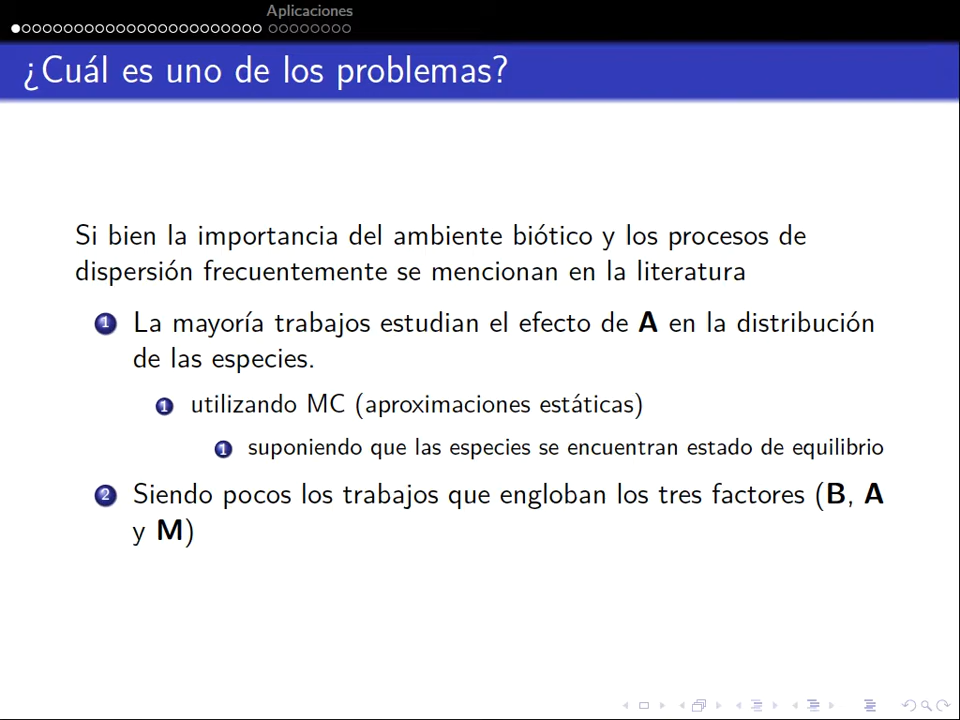 Aplicaciones
¿Cuál es uno de los problemas?
Si bien la importancia del ambiente biótico y los procesos de
dispersión frecuentemente se mencionan en la literatura
1 La mayoría trabajos estudian el efecto de A en la distribución
de las especies.
1 utilizando MC (aproximaciones estáticas)
1 suponiendo que las especies se encuentran estado de equilibrio
2 Siendo pocos los trabajos que engloban los tres factores (B, A
y M)